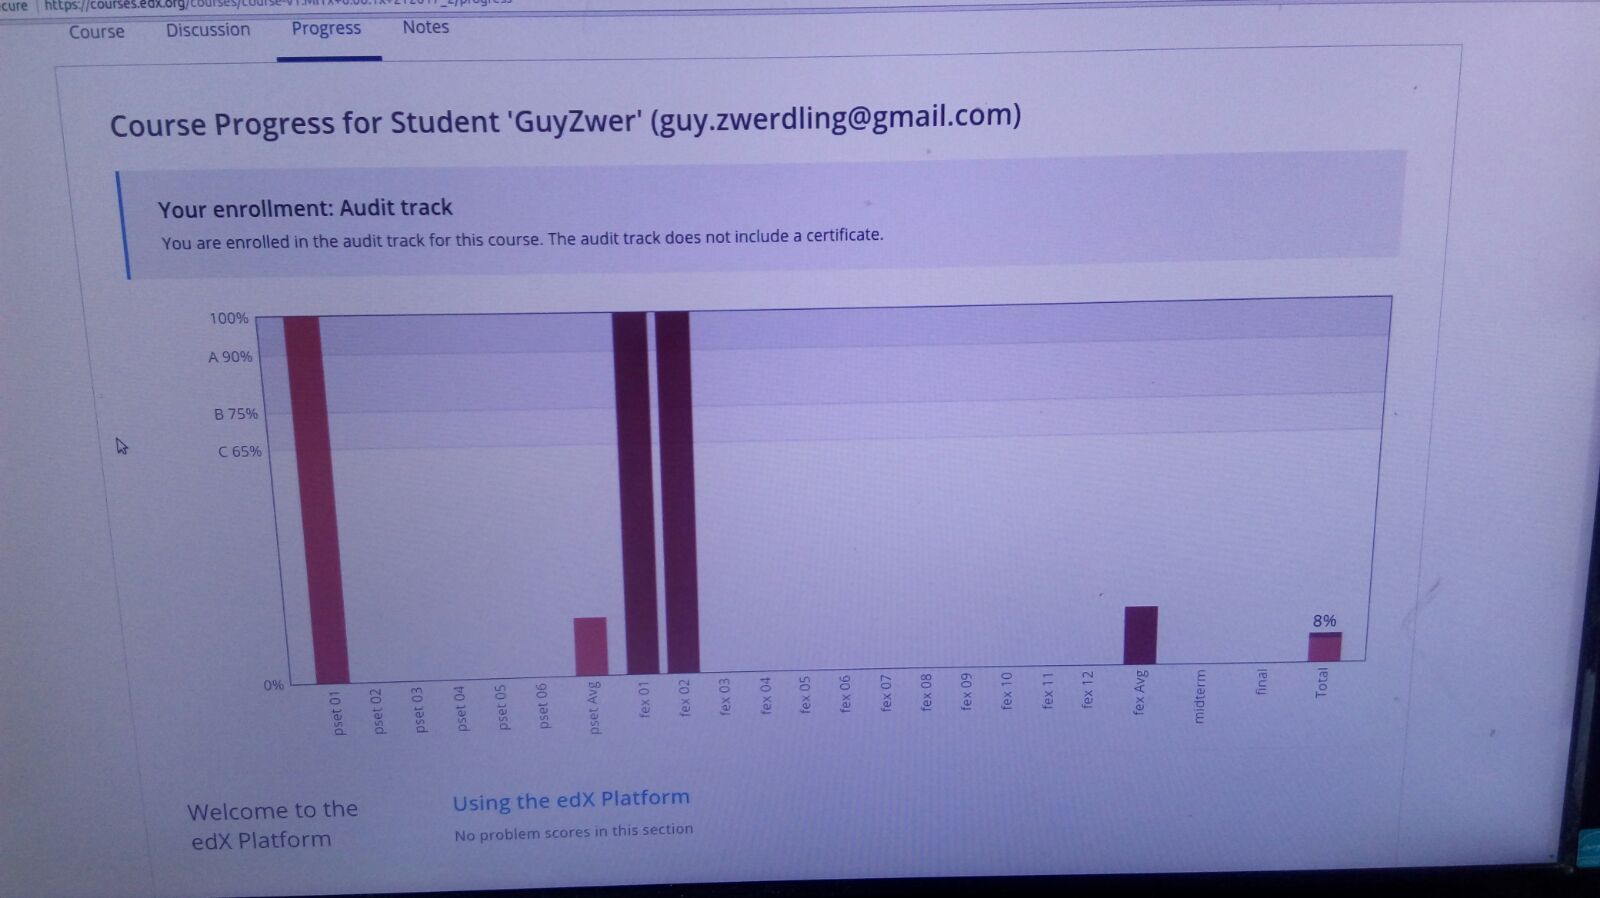 cure | https://courses.edx.org/courses/course-v1:MITx+6.00.1x+2T2017_2/progress
Course Discussion Progress Notes
Course Progress for Student 'GuyZwer' (guy.zwerdling@gmail.com)
Your enrollment: Audit track
You are enrolled in the audit track for this course. The audit track does not include a certificate.
100%
A 90%
B 75%
C 65%
0%
8%
pset 01
pset 02
pset 03
pset 04
pset 05
pset 06
pset Avg
fex 01
fex 02
fex 03
fex 04
fex 05
fex 06
fex 07
fex 08
fex 09
fex 10
fex 11
fex 12
fex Avg
midterm
final
Total
Welcome to the
edX Platform
Using the edX Platform
No problem scores in this section